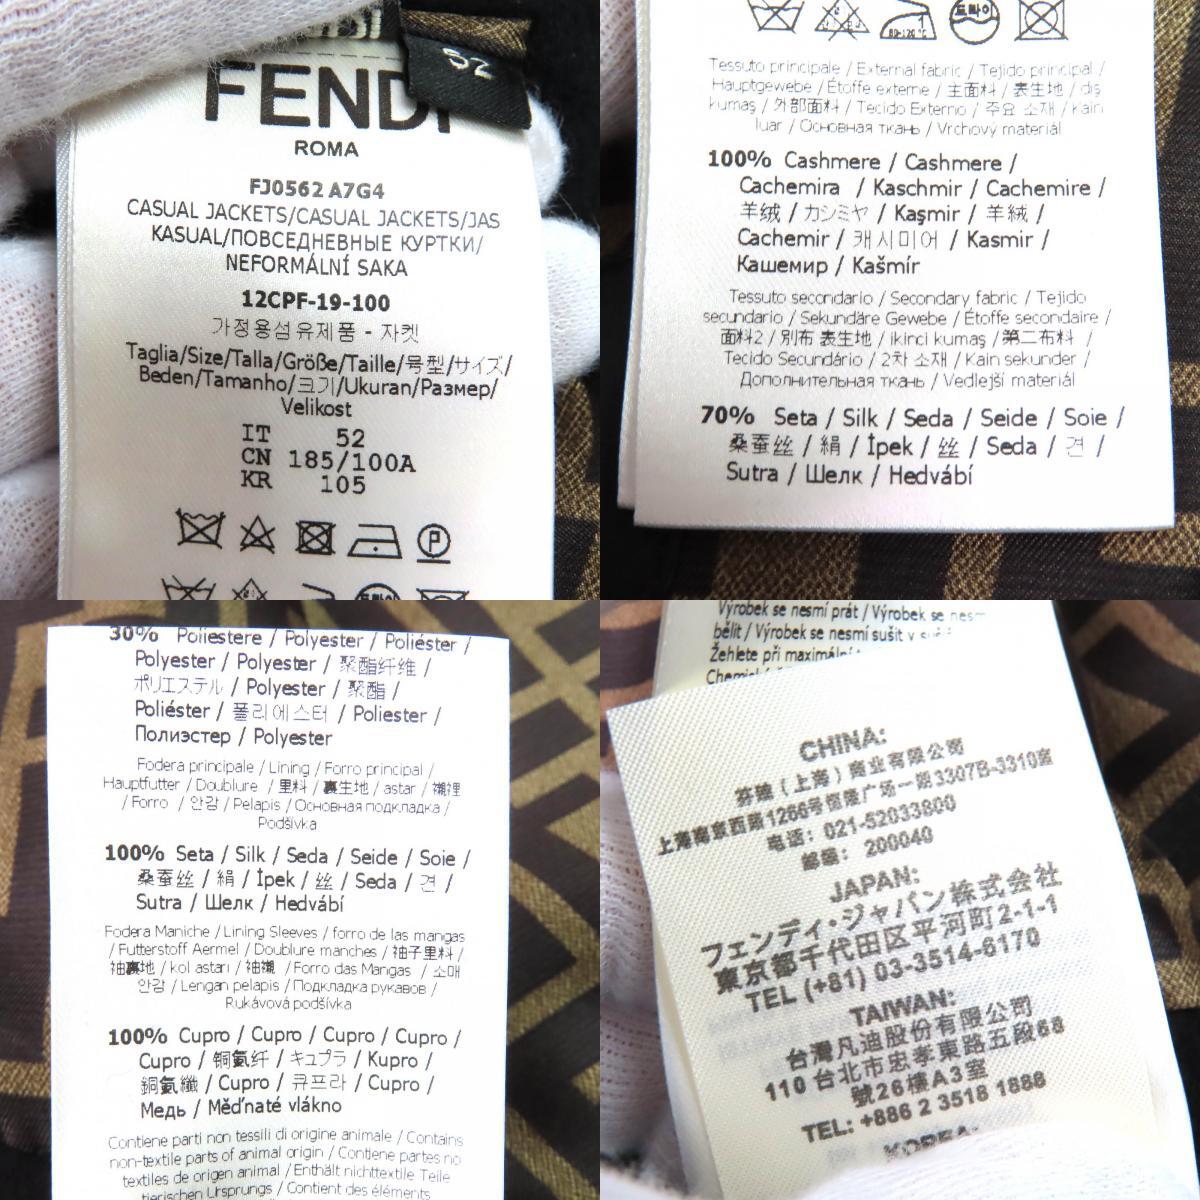 52
FENDI
ROMA
FJ0562 A7G4
CASUAL JACKETS/CASUAL JACKETS/JAS
KASUAL/ПОВСЕДНЕВНЫЕ КУРТКИ/
NEFORMÁLNÍ SAKA
12CPF-19-100
가정용섬유제품 - 자켓
Taglia/Size/Talla/Größe/Taille/号型/サイズ/
Beden/Tamanho/크기/Ukuran/Размер/
Velikost
IT 52
CN 185/100A
KR 105
P
드라이
80-120°C
Tessuto principale / External fabric / Tejido principal /
Hauptgewebe / Étoffe externe / 主面料 / 表生地 / dış
kumaş / 外部面料 / Tecido Externo / 주요 소재 / kain
luar / Основная ткань / Vrchový materiál
100% Cashmere / Cashmere /
Cachemira / Kaschmir / Cachemire /
羊绒 / カシミヤ / Kaşmir / 羊絨 /
Cachemir / 캐시미어 / Kasmir /
Кашемир / Kašmír
Tessuto secondario / Secondary fabric / Tejido
secundario / Sekundäre Gewebe / Étoffe secondaire /
面料2 / 別布 表生地 / ikinci kumaş / 第二布料 /
Tecido Secundário / 2차 소재 / Kain sekunder /
Дополнительная ткань / Vedlejší materiál
70% Seta / Silk / Seda / Seide / Soie /
桑蚕丝 / 絹 / İpek / 丝 / Seda / 견 /
Sutra / Шелк / Hedvábí
30% Poliestere / Polyester / Poliéster /
Polyester / Polyester / 聚酯纤维 /
ポリエステル / Polyester / 聚酯 /
Poliéster / 폴리에스터 / Poliester /
Полиэстер / Polyester
Fodera principale / Lining / Forro principal /
Hauptfutter / Doublure / 里料 / 裏生地 / astar / 襯裡
/ Forro / 안감 / Pelapis / Основная подкладка /
Podšívka
100% Seta / Silk / Seda / Seide / Soie /
桑蚕丝 / 絹 / İpek / 丝 / Seda / 견 /
Sutra / Шелк / Hedvábí
Fodera Maniche / Lining Sleeves / forro de las mangas
/ Futterstoff Aermel / Doublure manches / 袖子里料 /
袖裏地 / kol astarı / 袖襯 / Forro das Mangas / 소매
안감 / Lengan pelapis / Подкладка рукавов /
Rukávová podšívka
100% Cupro / Cupro / Cupro / Cupro /
Cupro / 铜氨纤 / キュプラ / Kupro /
銅氨纖 / Cupro / 큐프라 / Cupro /
Медь / Měďnaté vlákno
Contiene parti non tessili di origine animale / Contains
non-textile parts of animal origin / Contiene partes no
textiles de origen animal / Enthält nichttextile Teile
tierischen Ursprungs / Contient des éléments
Výrobek se nesmí prát / Výrobek se nesmí
bělit / Výrobek se nesmí sušit v
Žehlete při maximální
CHINA:
芬迪（上海）商业有限公司
上海南京西路1266号恒隆广场一期3307B-3310室
电话: 021-52033800
邮编: 200040
JAPAN:
フェンディ・ジャパン株式会社
東京都千代田区平河町2-1-1
TEL (+81) 03-3514-6170
TAIWAN:
台灣凡迪股份有限公司
110 台北市忠孝東路五段68
號26樓A3室
TEL: +886 2 3518 1888
KOREA: